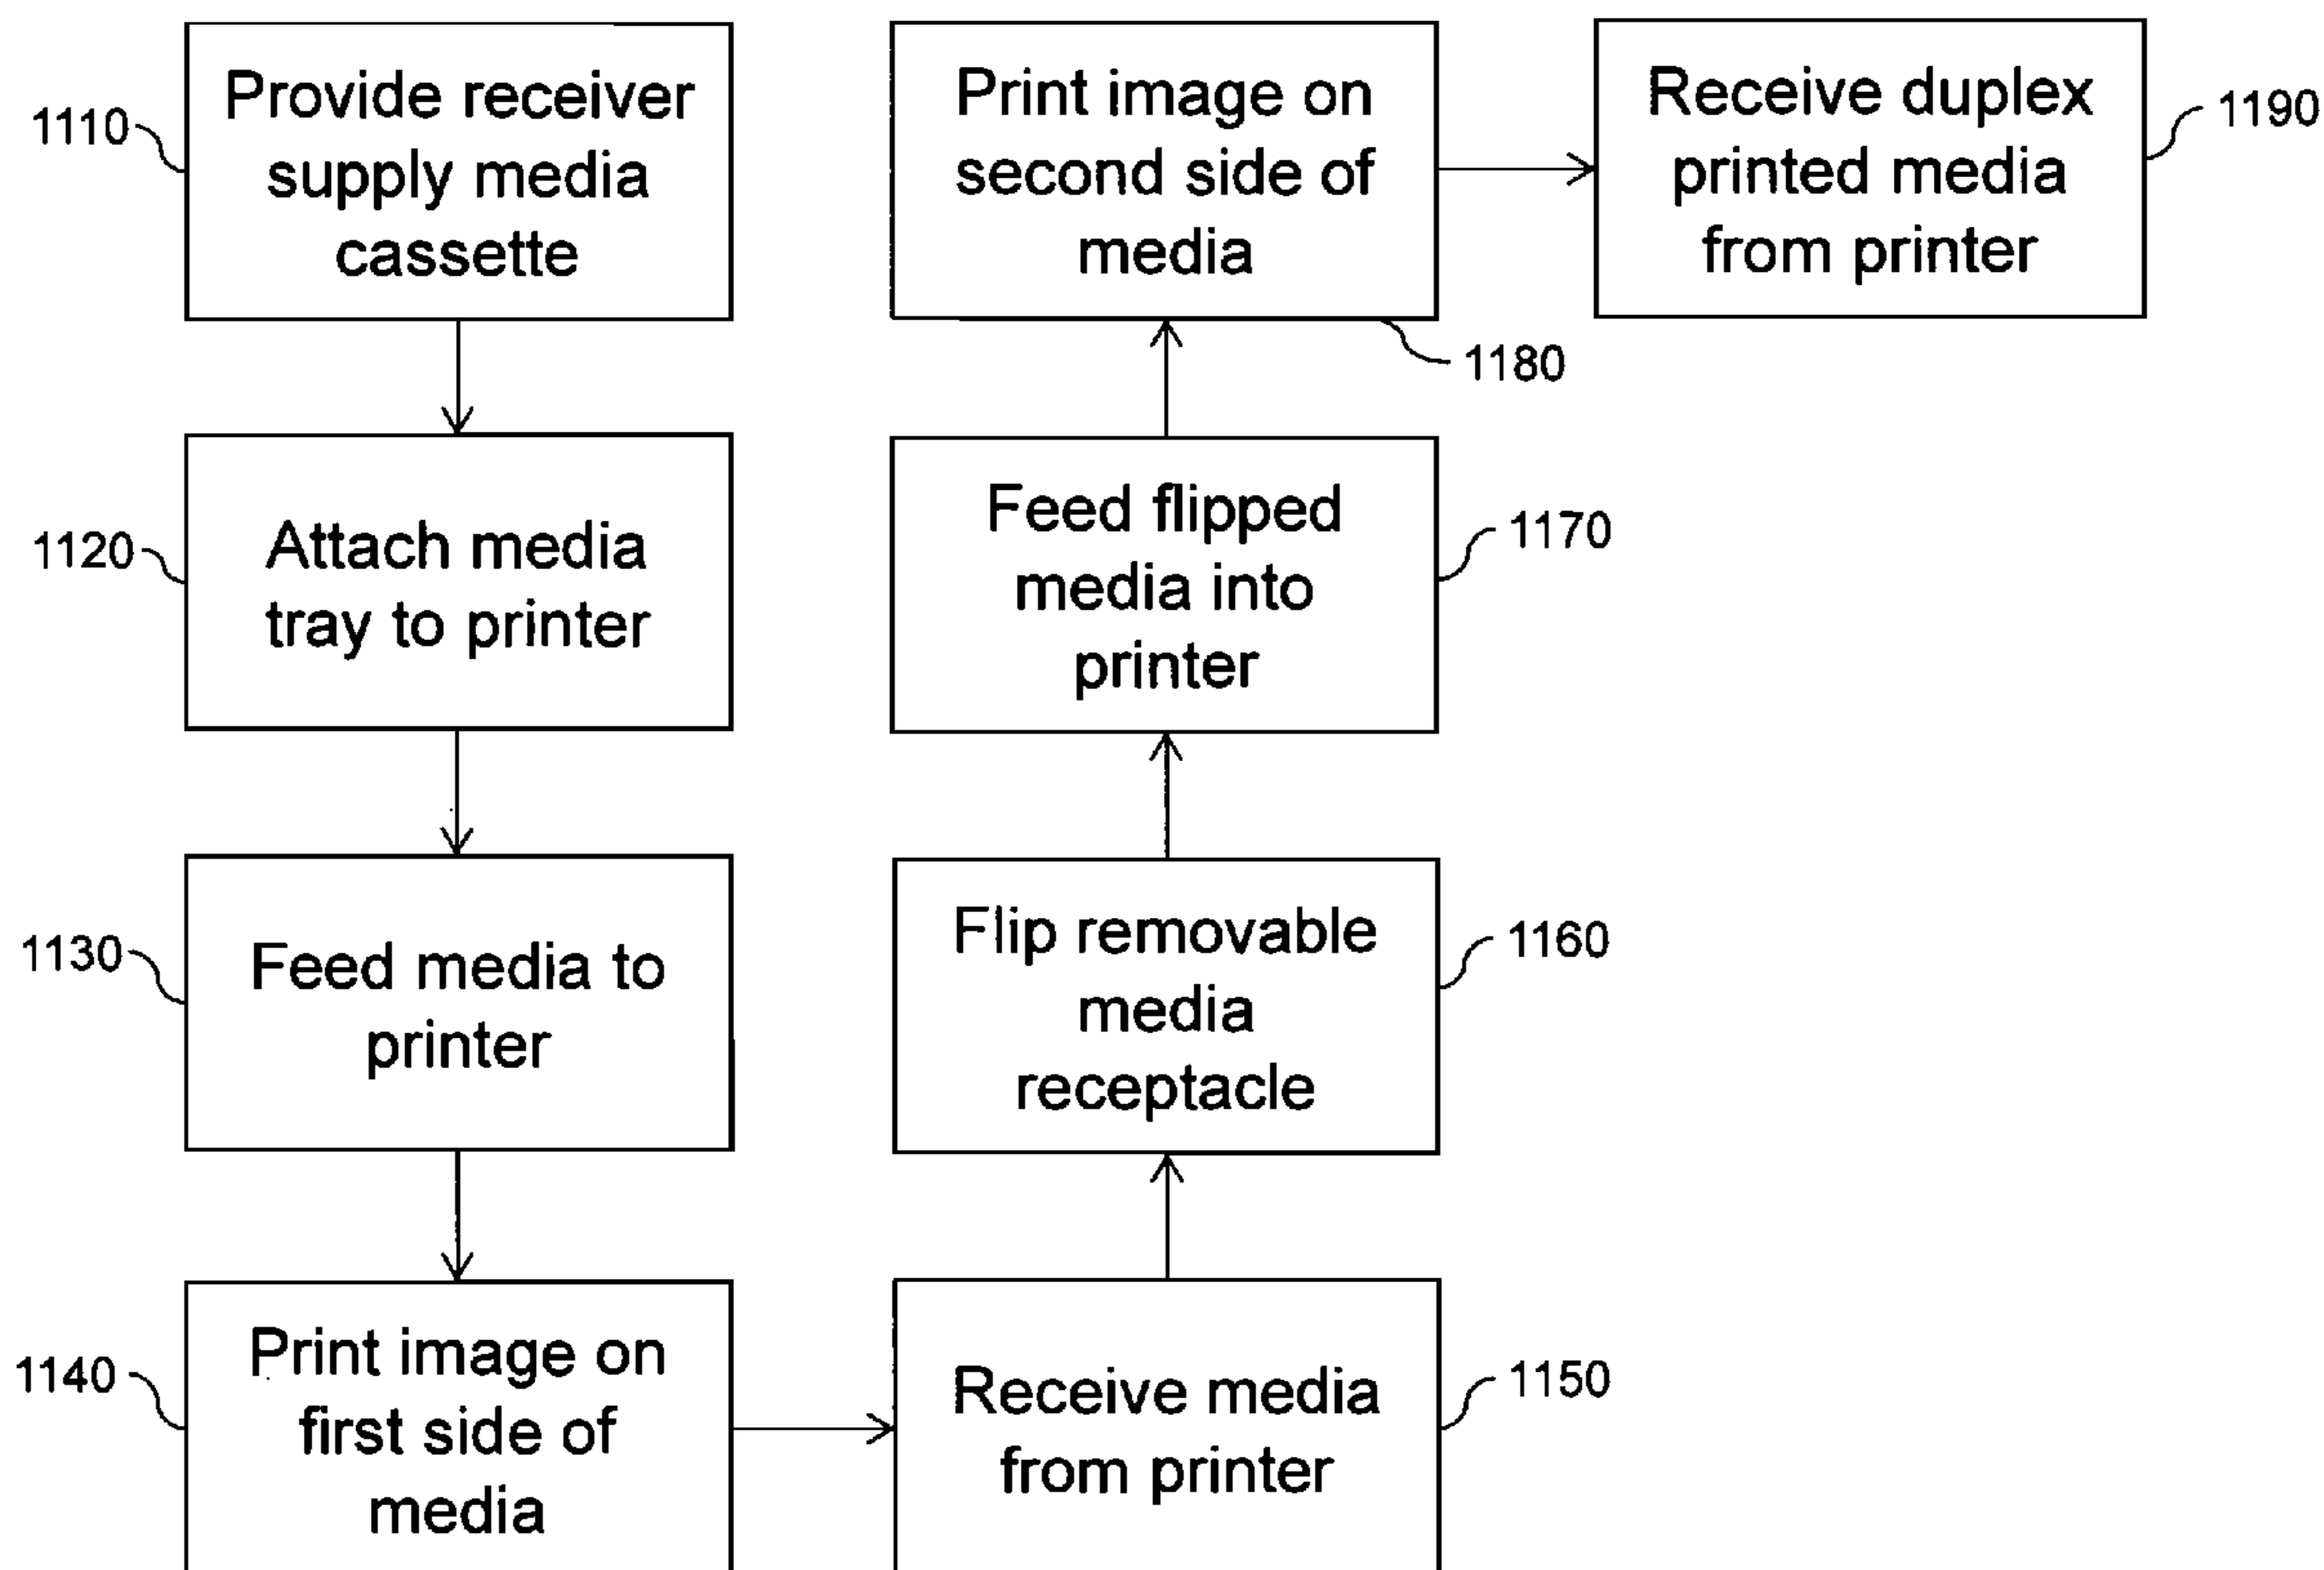 1110
Provide receiver
supply media
cassette
1120
Attach media
tray to printer
1130
Feed media to
printer
1140
Print image on
first side of
media
Receive media
from printer
1150
Flip removable
media
receptacle
1160
Feed flipped
media into
printer
1170
Print image on
second side of
media
1180
Receive duplex
printed media
from printer
1190